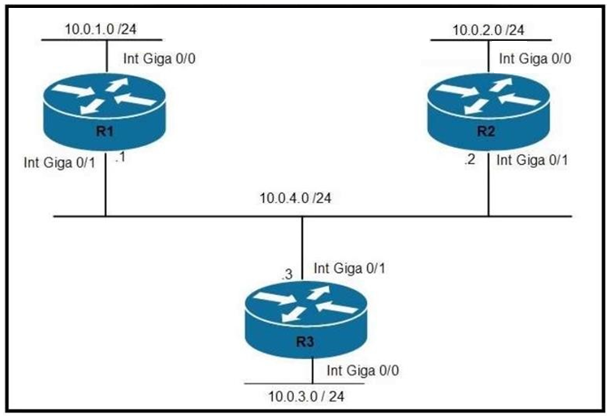 10.0.1.0 /24
10.0.2.0 /24
Int Giga 0/0
Int Giga 0/0
R1
R2
Int Giga 0/1
.1
.2
Int Giga 0/1
10.0.4.0 /24
.3
Int Giga 0/1
R3
Int Giga 0/0
10.0.3.0 / 24